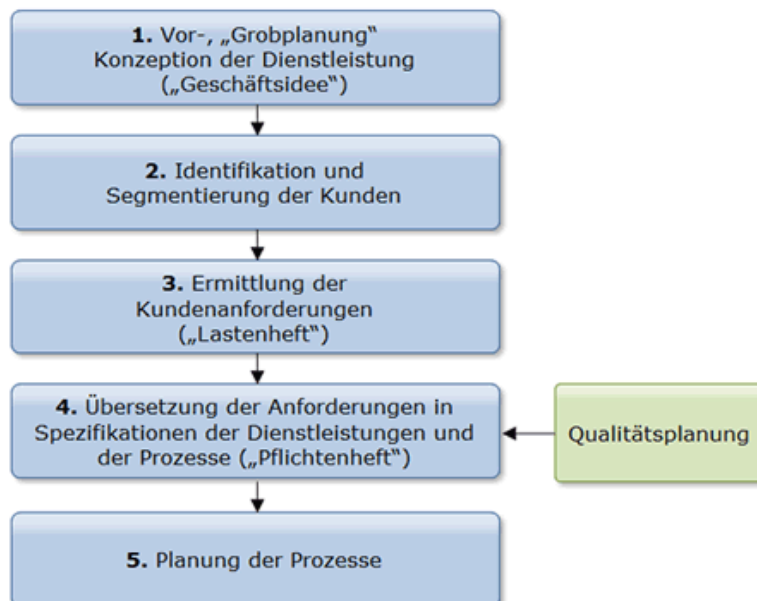 1. Vor-, „Grobplanung“
Konzeption der Dienstleistung
(„Geschäftsidee“)
2. Identifikation und
Segmentierung der Kunden
3. Ermittlung der
Kundenanforderungen
(„Lastenheft“)
4. Übersetzung der Anforderungen in
Spezifikationen der Dienstleistungen und
der Prozesse („Pflichtenheft“)
Qualitätsplanung
5. Planung der Prozesse